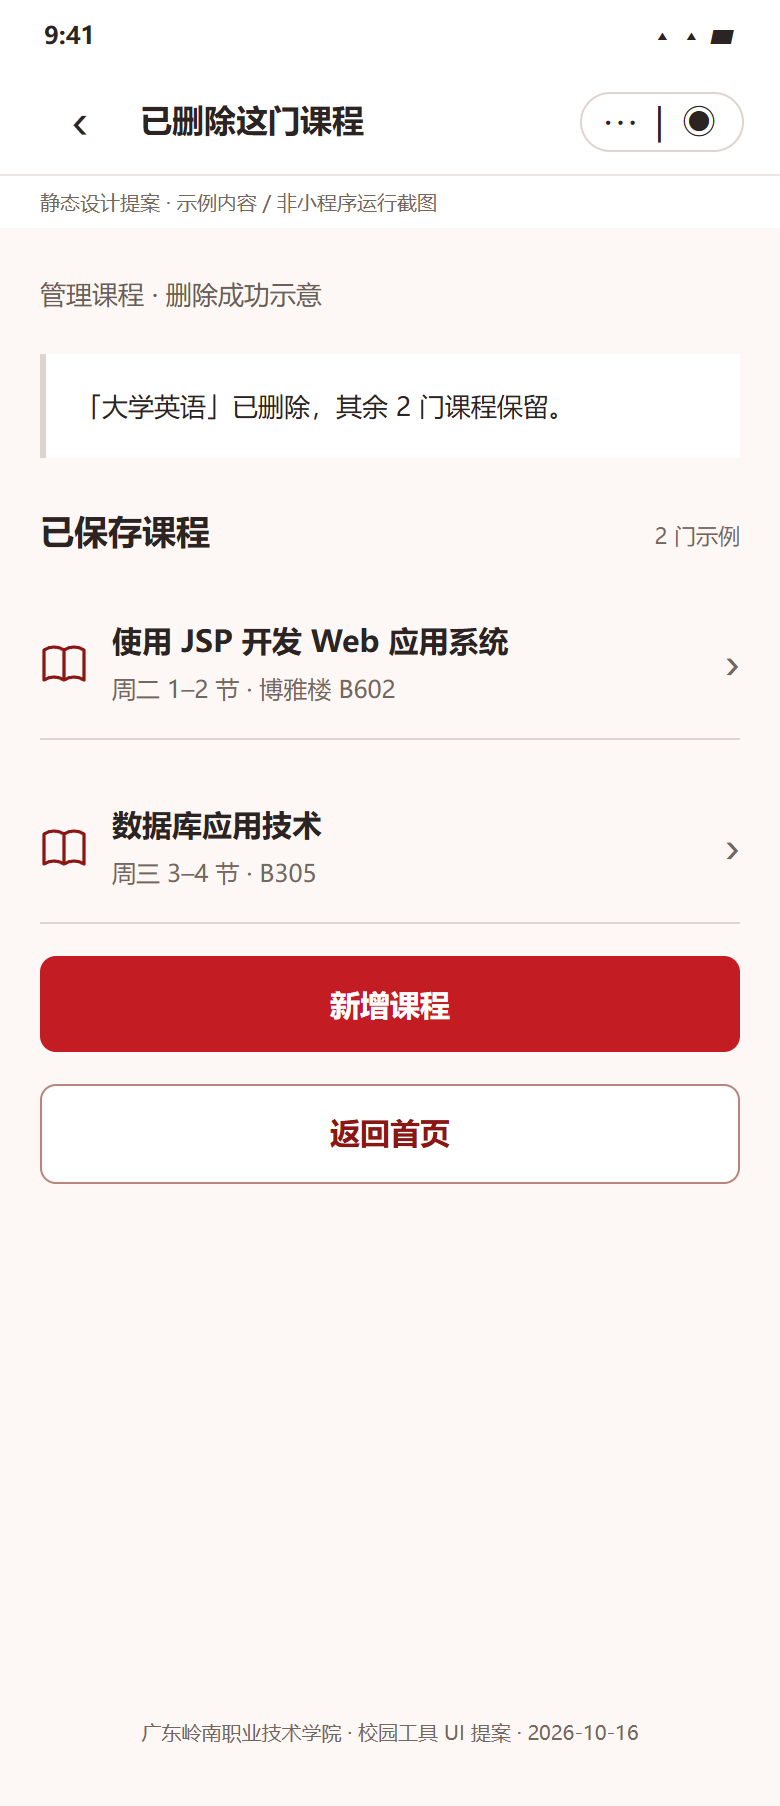 9:41
已删除这门课程
静态设计提案 · 示例内容 / 非小程序运行截图
管理课程 · 删除成功示意
「大学英语」已删除，其余 2 门课程保留。
已保存课程
2 门示例
使用 JSP 开发 Web 应用系统
周二 1–2 节 · 博雅楼 B602
数据库应用技术
周三 3–4 节 · B305
新增课程
返回首页
广东岭南职业技术学院 · 校园工具 UI 提案 · 2026-10-16